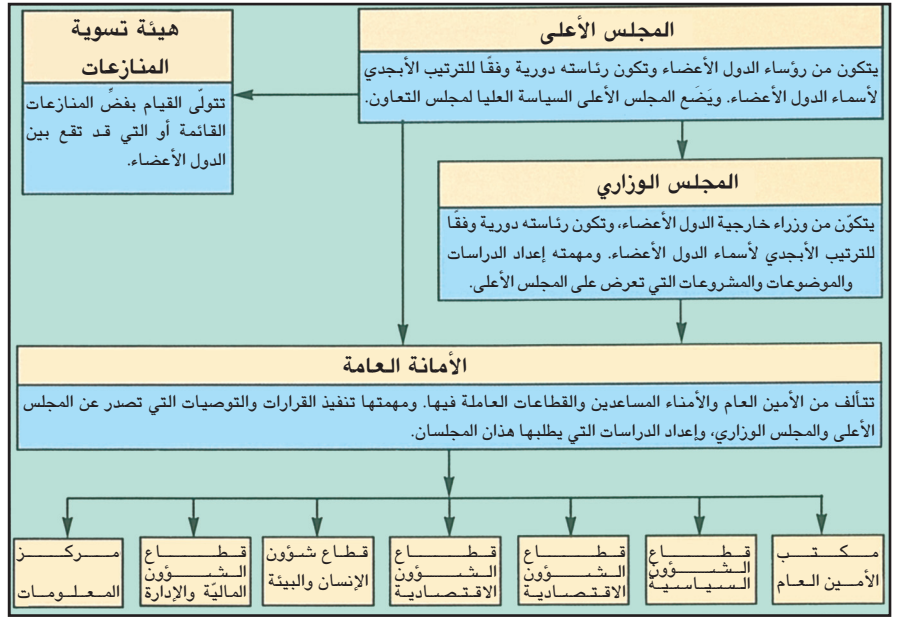 المجلس الأعلى
يتكون من رؤساء الدول الأعضاء وتكون رئاسته دورية وفقًا للترتيب الأبجدي
لأسماء الدول الأعضاء. ويَضَع المجلس الأعلى السياسة العليا لمجلس التعاون.
هيئة تسوية
المنازعات
تتولّى القيام بفضِّ المنازعات
القائمة أو التي قد تقع بين
الدول الأعضاء.
المجلس الوزاري
يتكوّن من وزراء خارجية الدول الأعضاء، وتكون رئاسته دورية وفقًا
للترتيب الأبجدي لأسماء الدول الأعضاء. ومهمته إعداد الدراسات
والموضوعات والمشروعات التي تعرض على المجلس الأعلى.
الأمانة العامة
تتألف من الأمين العام والأمناء المساعدين والقطاعات العاملة فيها. ومهمتها تنفيذ القرارات والتوصيات التي تصدر عن المجلس
الأعلى والمجلس الوزاري، وإعداد الدراسات التي يطلبها هذان المجلسان.
مكتب
الأمين العام
قطاع
الشؤون
السياسية
قطاع
الشؤون
الاقتصادية
قطاع
الشؤون
الاقتصادية
قطاع شؤون
الإنسان والبيئة
قطاع
الشؤون
الماليّة والإدارة
مركز
المعلومات